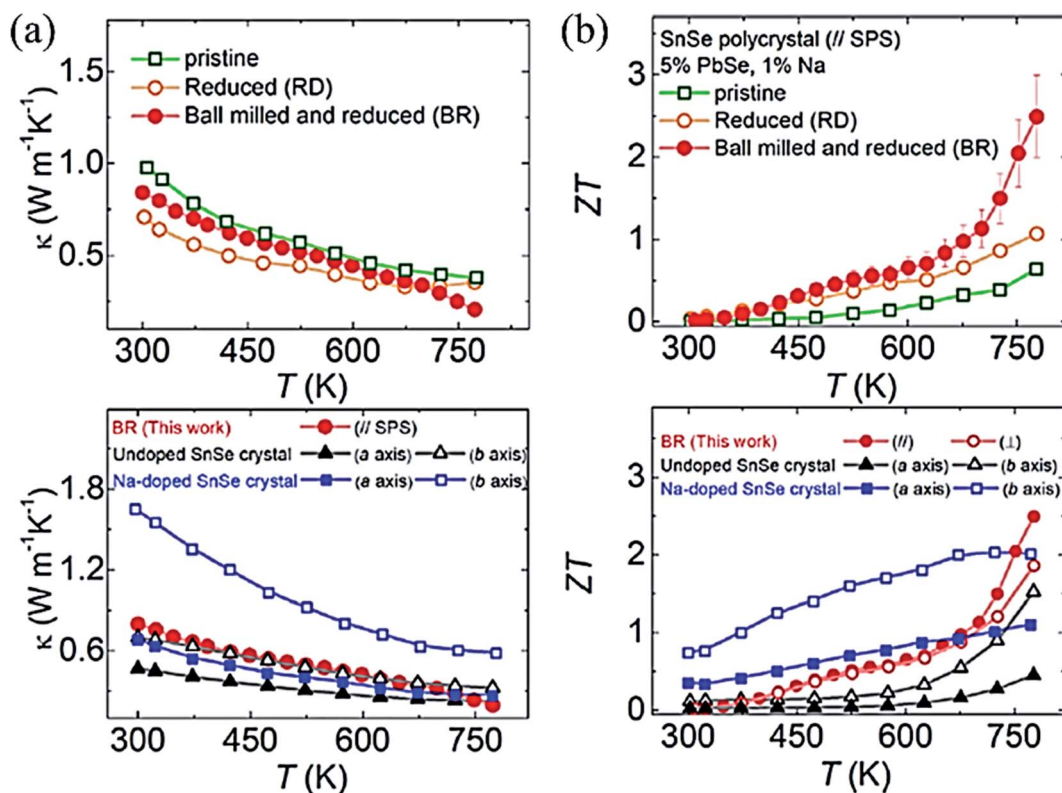 (a)
κ (W m⁻¹K⁻¹)
1.5
1.0
0.5
pristine
Reduced (RD)
Ball milled and reduced (BR)
300 450 600 750
T (K)
(b)
ZT
3
2
1
0
SnSe polycrystal (// SPS)
5% PbSe, 1% Na
pristine
Reduced (RD)
Ball milled and reduced (BR)
300 450 600 750
T (K)
κ (W m⁻¹K⁻¹)
1.8
1.2
0.6
BR (This work) (// SPS)
Undoped SnSe crystal (a axis) (b axis)
Na-doped SnSe crystal (a axis) (b axis)
300 450 600 750
T (K)
ZT
3
2
1
0
BR (This work) (//) (⊥)
Undoped SnSe crystal (a axis) (b axis)
Na-doped SnSe crystal (a axis) (b axis)
300 450 600 750
T (K)